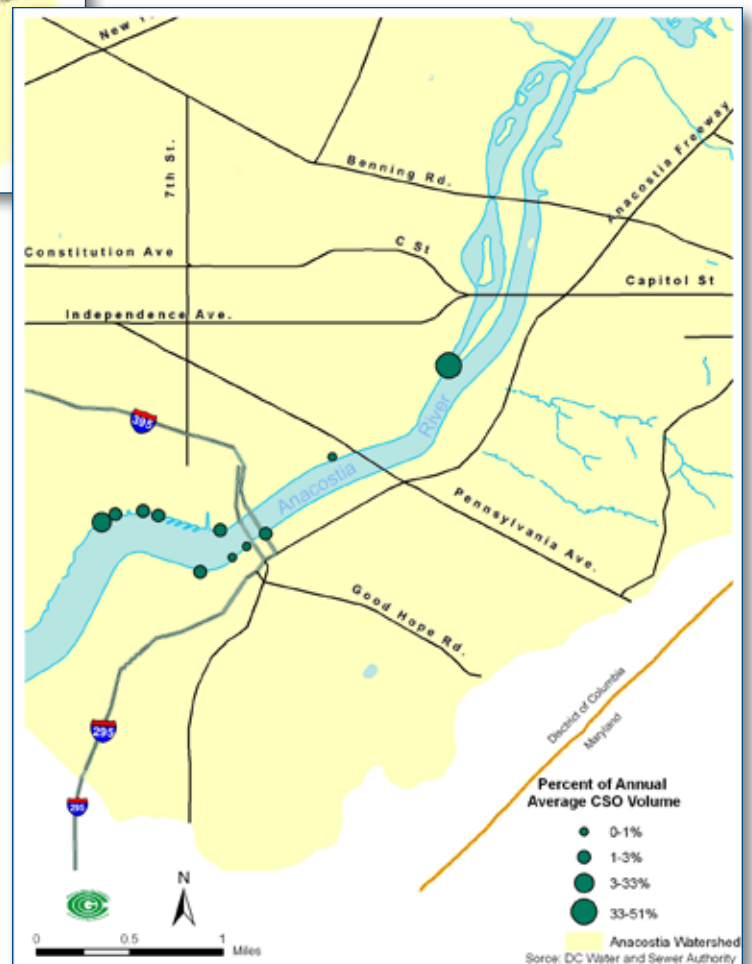 New Y
7th St.
Benning Rd.
Anacostia Freeway
Constitution Ave
C St
Capitol St
Independence Ave.
395
Anacostia
River
Pennsylvania Ave.
Good Hope Rd.
295
295
District of Columbia
Maryland
Percent of Annual
Average CSO Volume
0-1%
1-3%
3-33%
33-51%
Anacostia Watershed
Sorce: DC Water and Sewer Authority
N
0 0.5 1
Miles